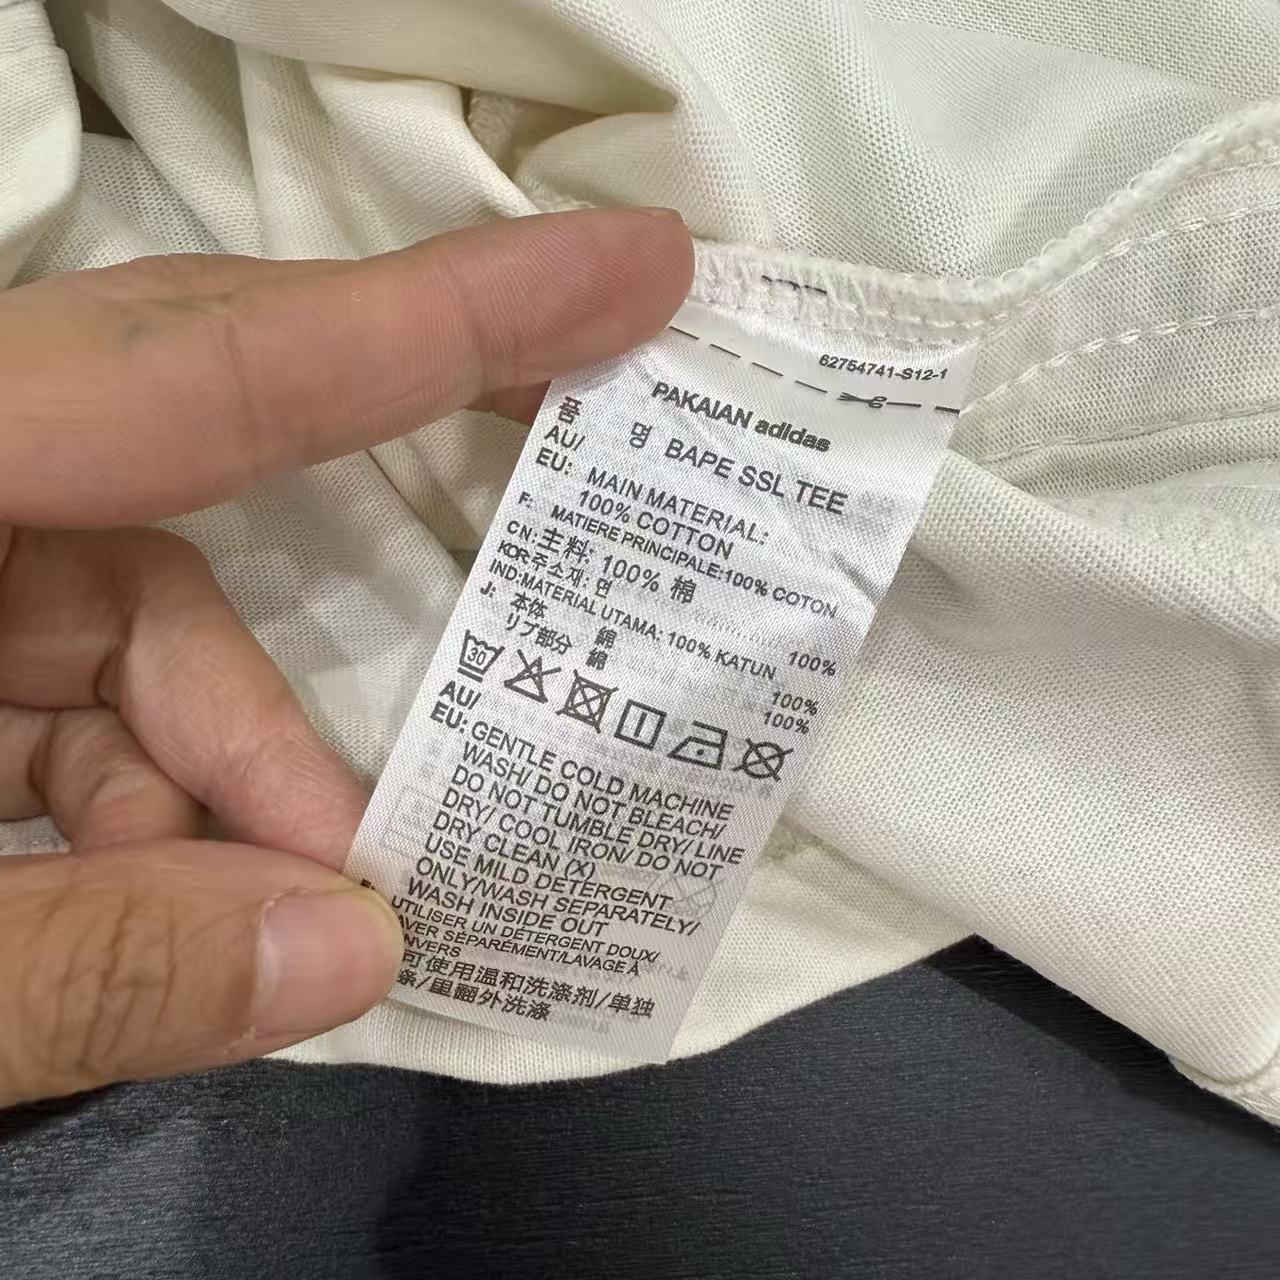 62754741-S12-1
PAKAIAN adidas
품 명 BAPE SSL TEE
AU/
EU: MAIN MATERIAL:
100% COTTON
F: MATIERE PRINCIPALE:100% COTON
CN:主料: 100% 棉
KOR:주소재: 면 100%
IND:MATERIAL UTAMA: 100% KATUN
J: 本体 綿 100%
リブ部分 綿 100%
30
AU/
EU: GENTLE COLD MACHINE
WASH/ DO NOT BLEACH/
DO NOT TUMBLE DRY/ LINE
DRY/ COOL IRON/ DO NOT
DRY CLEAN (X)
USE MILD DETERGENT
ONLY/WASH SEPARATELY/
WASH INSIDE OUT
UTILISER UN DÉTERGENT DOUX/
AVER SÉPARÉMENT/LAVAGE À
NVERS
可使用温和洗涤剂/单独
涤/里翻外洗涤